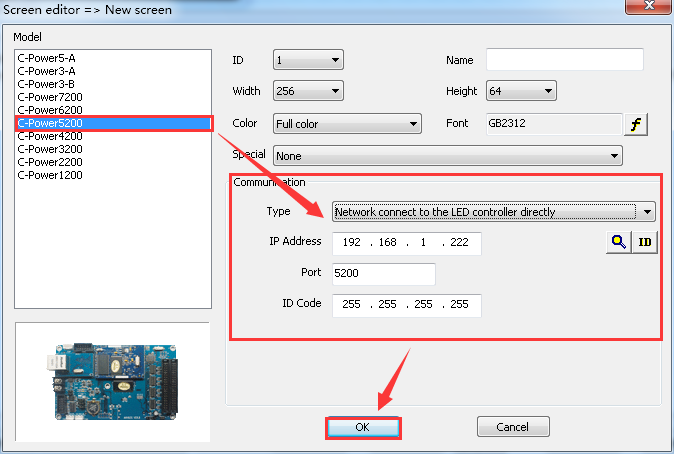 Screen editor => New screen
Model
C-Power5-A
C-Power3-A
C-Power3-B
C-Power7200
C-Power6200
C-Power5200
C-Power4200
C-Power3200
C-Power2200
C-Power1200
ID 1 Name
Width 256 Height 64
Color Full color Font GB2312 f
Special None
Communication
Type Network connect to the LED controller directly
IP Address 192 . 168 . 1 . 222 ID
Port 5200
ID Code 255 . 255 . 255 . 255
OK Cancel